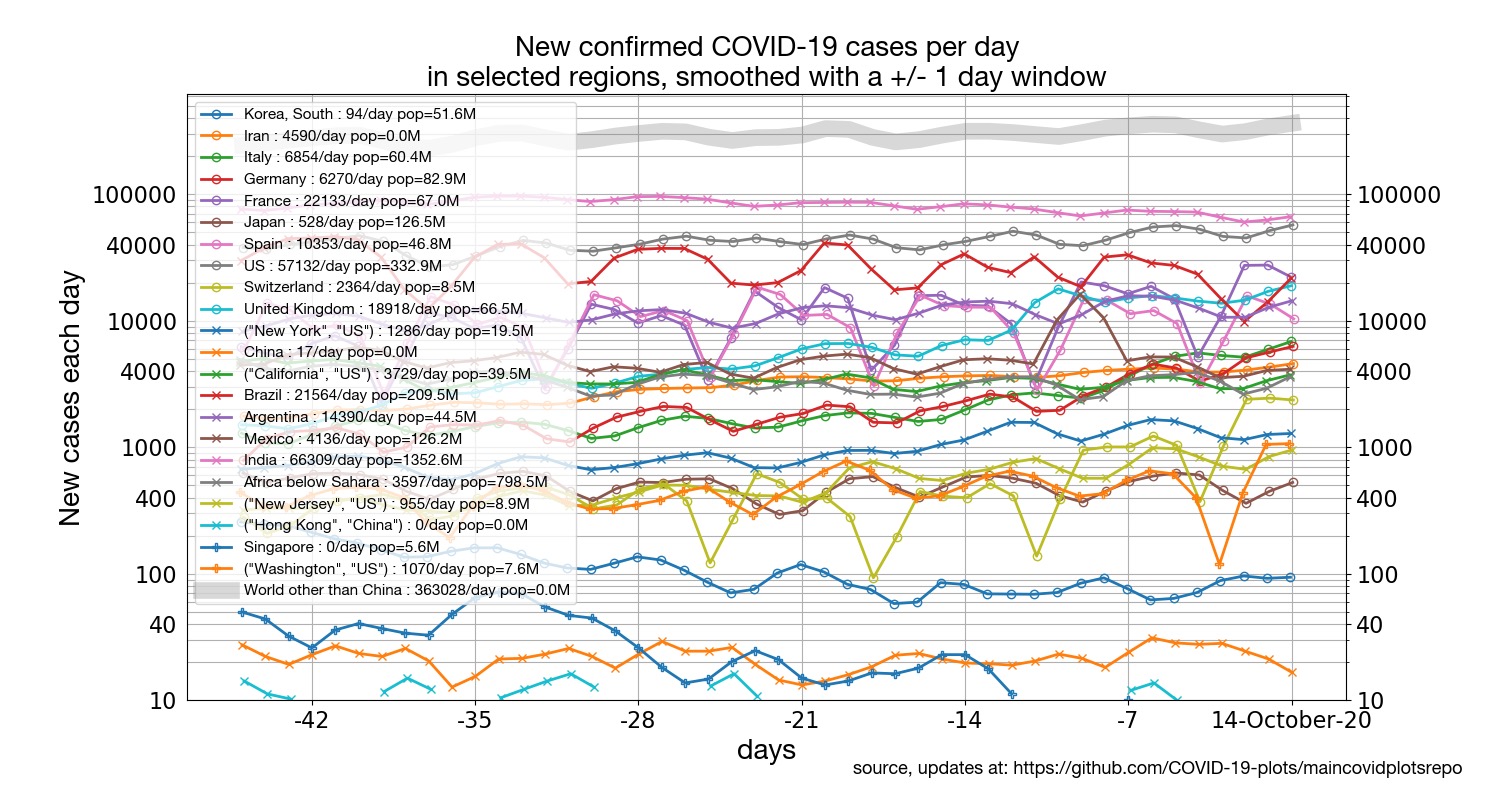 New confirmed COVID-19 cases per day
in selected regions, smoothed with a +/- 1 day window
Korea, South : 94/day pop=51.6M
Iran : 4590/day pop=0.0M
Italy : 6854/day pop=60.4M
Germany : 6270/day pop=82.9M
France : 22133/day pop=67.0M
Japan : 528/day pop=126.5M
Spain : 10353/day pop=46.8M
US : 57132/day pop=332.9M
Switzerland : 2364/day pop=8.5M
United Kingdom : 18918/day pop=66.5M
("New York", "US") : 1286/day pop=19.5M
China : 17/day pop=0.0M
("California", "US") : 3729/day pop=39.5M
Brazil : 21564/day pop=209.5M
Argentina : 14390/day pop=44.5M
Mexico : 4136/day pop=126.2M
India : 66309/day pop=1352.6M
Africa below Sahara : 3597/day pop=798.5M
("New Jersey", "US") : 955/day pop=8.9M
("Hong Kong", "China") : 0/day pop=0.0M
Singapore : 0/day pop=5.6M
("Washington", "US") : 1070/day pop=7.6M
World other than China : 363028/day pop=0.0M
New cases each day
100000
40000
10000
4000
1000
400
100
40
10
100000
40000
10000
4000
1000
400
100
40
10
-42 -35 -28 -21 -14 -7 14-October-20
days
source, updates at: https://github.com/COVID-19-plots/maincovidplotsrepo